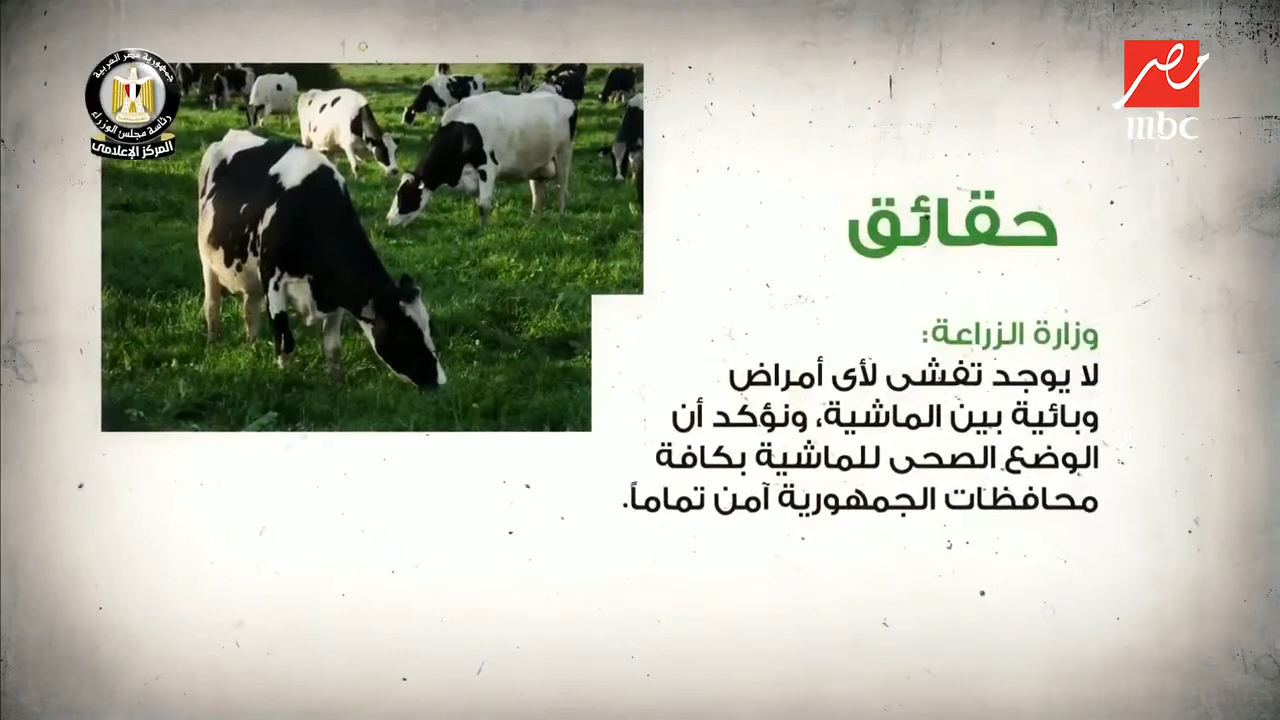 جمهورية مصر العربية
رئاسة مجلس الوزراء
المركز الإعلامى
مصر
mbc
حقائق
وزارة الزراعة:
لا يوجد تفشى لأى أمراض
وبائية بين الماشية، ونؤكد أن
الوضع الصحى للماشية بكافة
محافظات الجمهورية آمن تماماً.